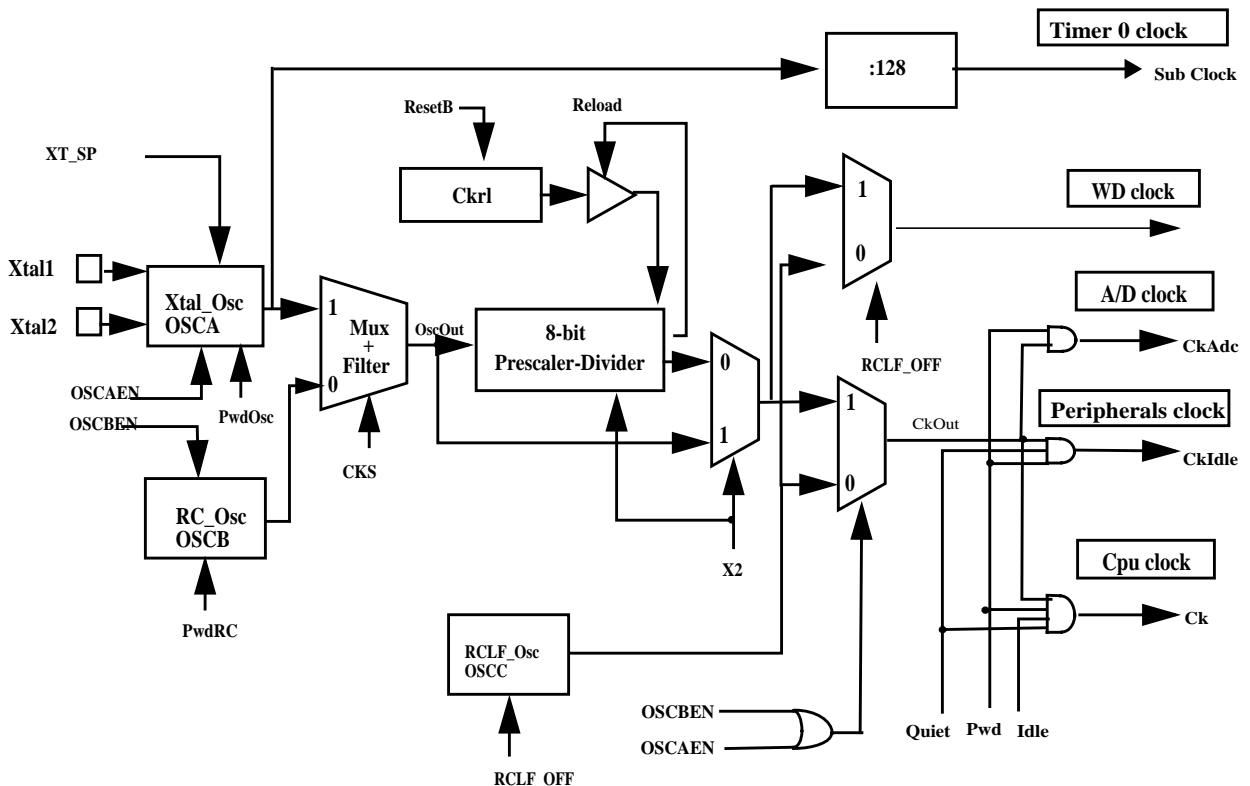 Timer 0 clock
:128
Sub Clock
ResetB
Reload
XT_SP
Ckrl
1
WD clock
0
Xtal1
Xtal_Osc
OSCA
Xtal2
1
Mux
+
Filter
0
OscOut
8-bit
Prescaler-Divider
0
1
A/D clock
CkAdc
RCLF_OFF
OSCAEN
OSCBEN
PwdOsc
CKS
1
0
CkOut
Peripherals clock
CkIdle
RC_Osc
OSCB
X2
Cpu clock
Ck
PwdRC
RCLF_Osc
OSCC
OSCBEN
OSCAEN
Quiet
Pwd
Idle
RCLF_OFF